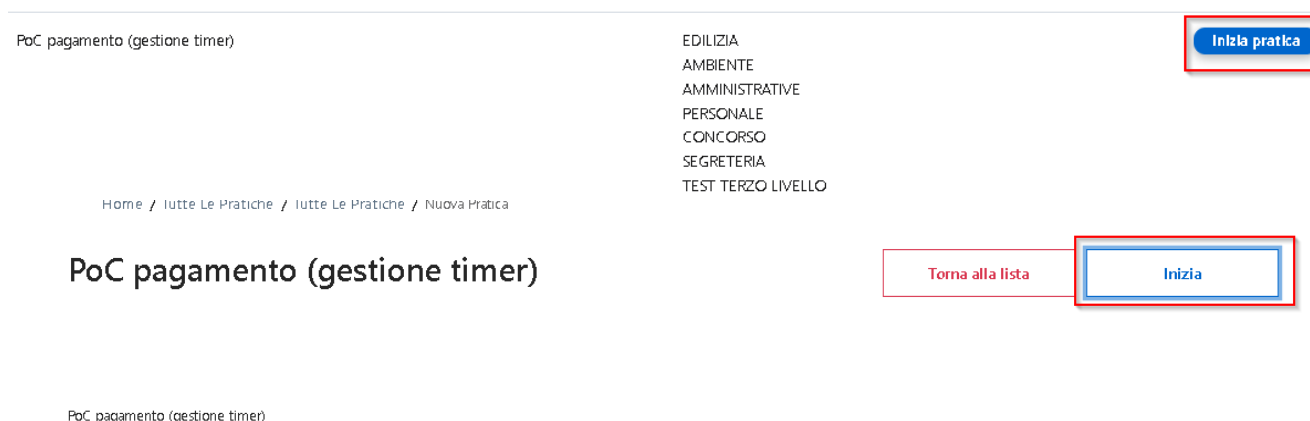 PoC pagamento (gestione timer)
EDILIZIA
AMBIENTE
AMMINISTRATIVE
PERSONALE
CONCORSO
SEGRETERIA
TEST TERZO LIVELLO
Inizia pratica
Home / Tutte Le Pratiche / Tutte Le Pratiche / Nuova Pratica
PoC pagamento (gestione timer)
Torna alla lista
Inizia
PoC pagamento (gestione timer)